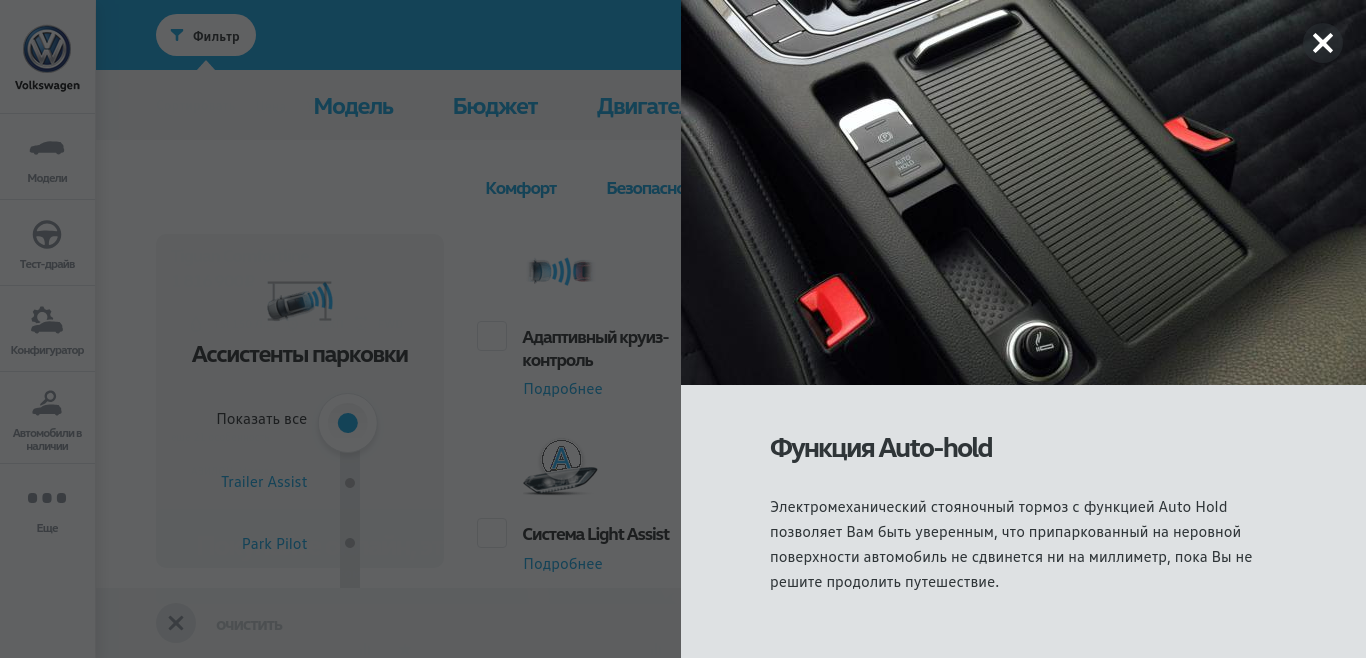 Volkswagen
Модели
Тест-драйв
Конфигуратор
Автомобили в
наличии
Еще
Фильтр
Модель Бюджет Двигате
Комфорт Безопасно
Ассистенты парковки
Показать все
Trailer Assist
Park Pilot
Адаптивный круиз-
контроль
Подробнее
A
Система Light Assist
Подробнее
ОЧИСТИТЬ
P
AUTO
HOLD
Функция Auto-hold
Электромеханический стояночный тормоз с функцией Auto Hold
позволяет Вам быть уверенным, что припаркованный на неровной
поверхности автомобиль не сдвинется ни на миллиметр, пока Вы не
решите продолить путешествие.